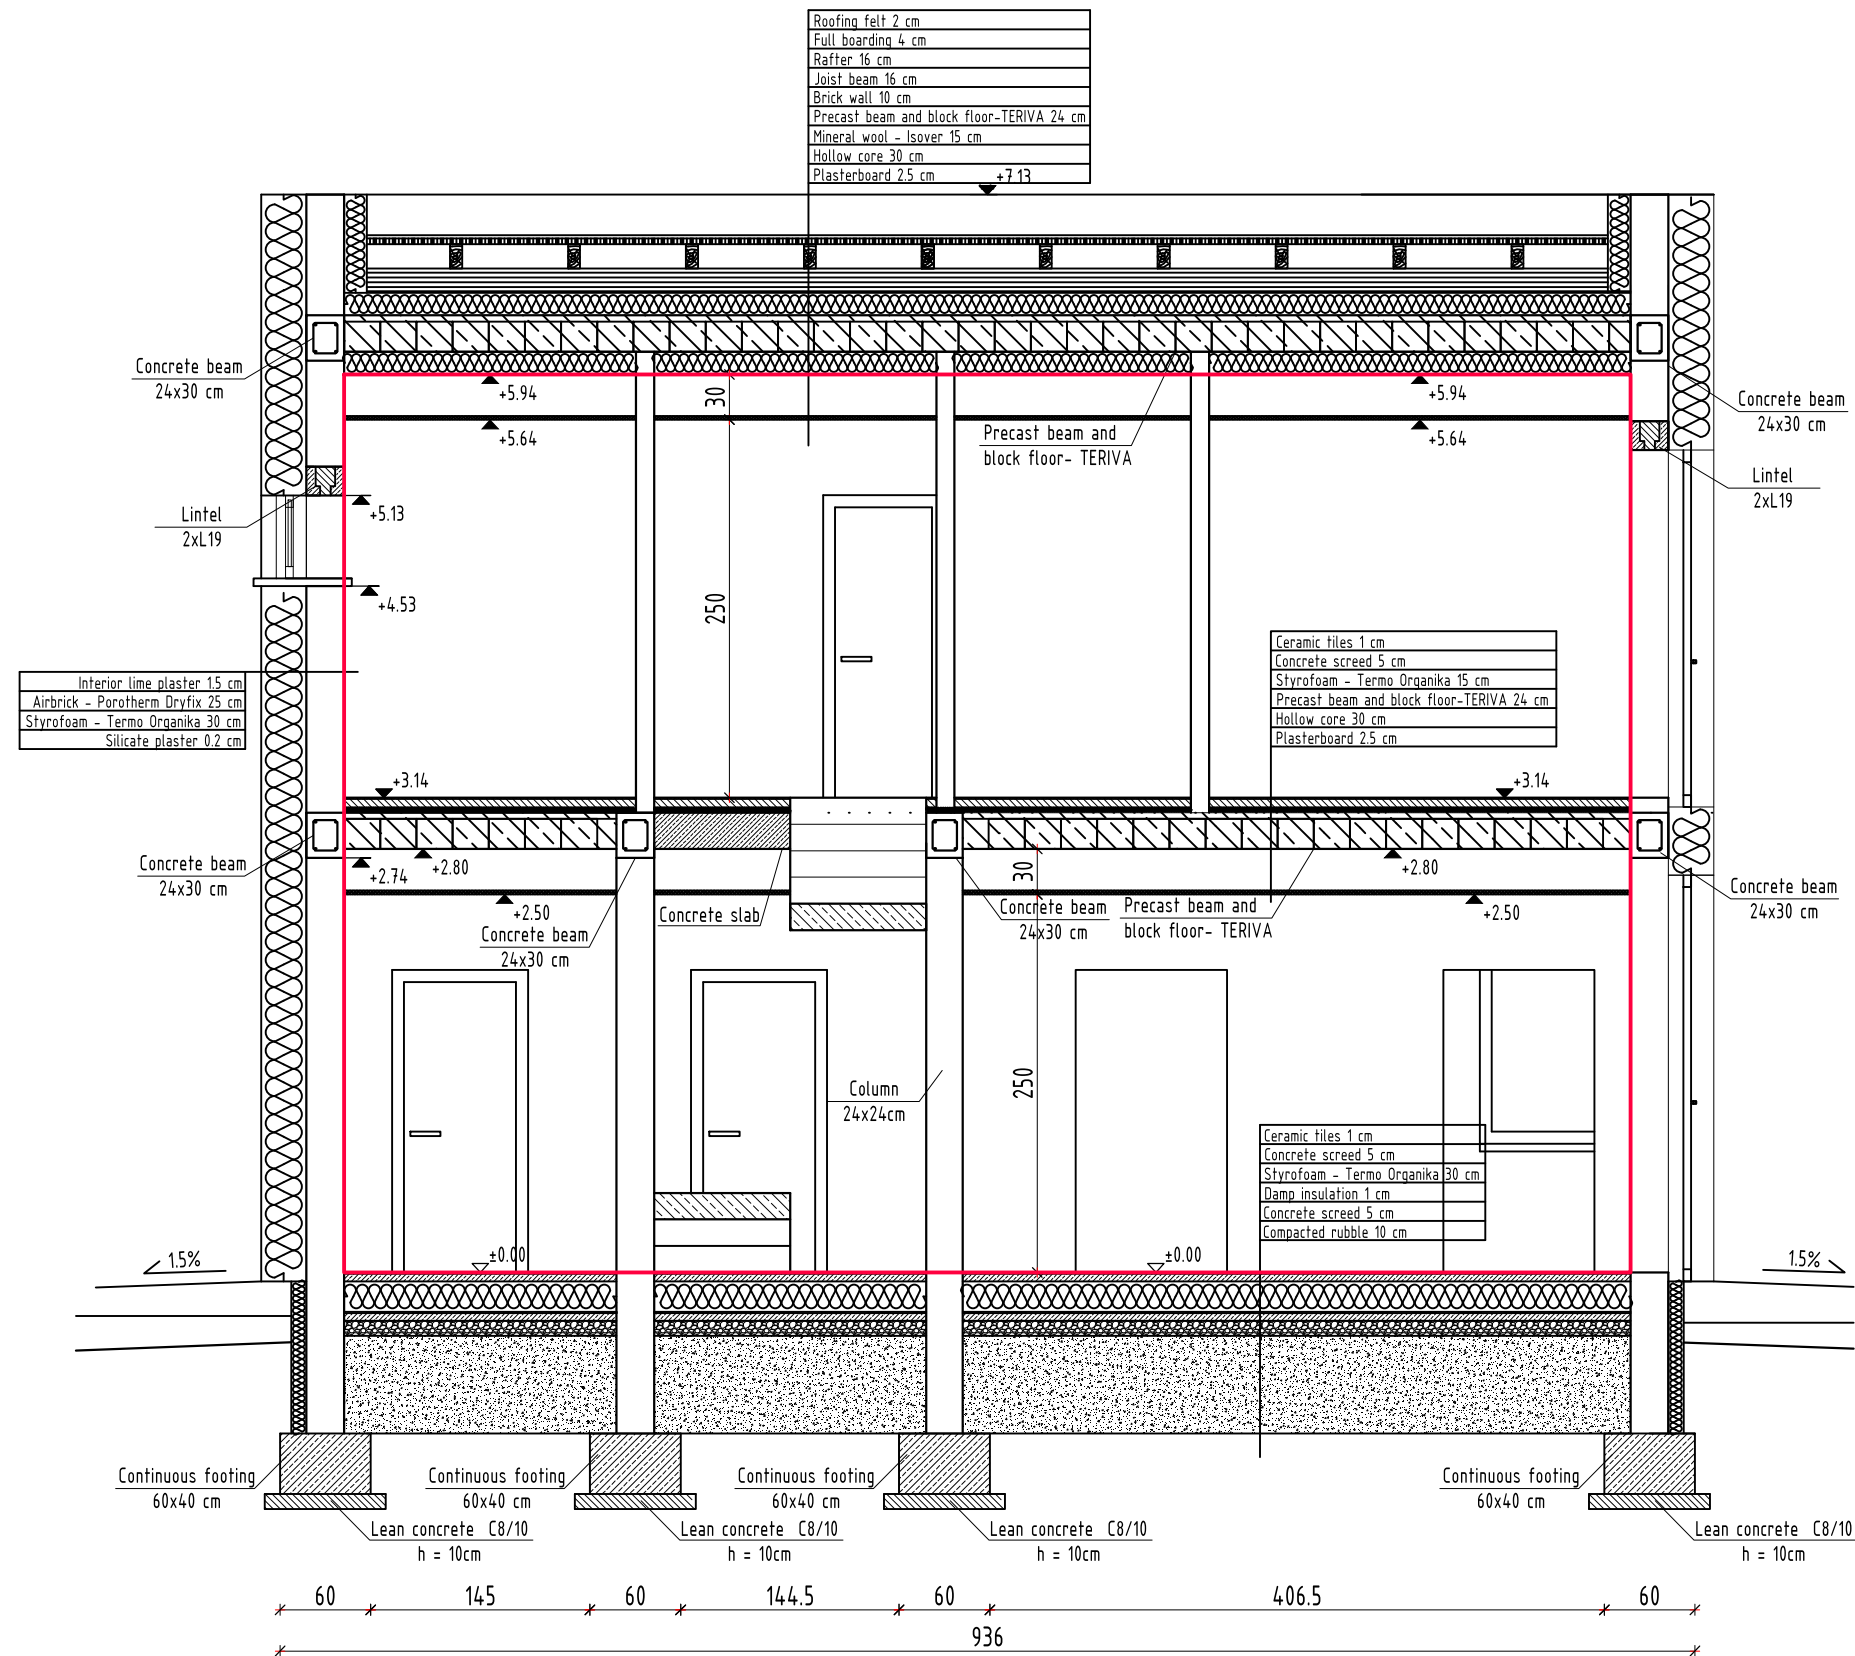 Roofing felt 2 cm
Full boarding 4 cm
Rafter 16 cm
Joist beam 16 cm
Brick wall 10 cm
Precast beam and block floor-TERIVA 24 cm
Mineral wool - Isover 15 cm
Hollow core 30 cm
Plasterboard 2.5 cm
+7.13
Concrete beam
24x30 cm
+5.94
30
+5.94
Concrete beam
24x30 cm
+5.64
Precast beam and
block floor- TERIVA
+5.64
Lintel
2xL19
+5.13
Lintel
2xL19
+4.53
250
Ceramic tiles 1 cm
Concrete screed 5 cm
Styrofoam - Termo Organika 15 cm
Precast beam and block floor-TERIVA 24 cm
Hollow core 30 cm
Plasterboard 2.5 cm
Interior lime plaster 1.5 cm
Airbrick - Porotherm Dryfix 25 cm
Styrofoam - Termo Organika 30 cm
Silicate plaster 0.2 cm
+3.14
+3.14
Concrete beam
24x30 cm
+2.74
+2.80
30
+2.80
Concrete beam
24x30 cm
+2.50
Concrete beam
24x30 cm
Concrete slab
Concrete beam
24x30 cm
Precast beam and
block floor- TERIVA
+2.50
Column
24x24cm
250
Ceramic tiles 1 cm
Concrete screed 5 cm
Styrofoam - Termo Organika 30 cm
Damp insulation 1 cm
Concrete screed 5 cm
Compacted rubble 10 cm
1.5%
±0.00
±0.00
1.5%
Continuous footing
60x40 cm
Continuous footing
60x40 cm
Continuous footing
60x40 cm
Continuous footing
60x40 cm
Lean concrete C8/10
h = 10cm
Lean concrete C8/10
h = 10cm
Lean concrete C8/10
h = 10cm
Lean concrete C8/10
h = 10cm
60 145 60 144.5 60 406.5 60
936